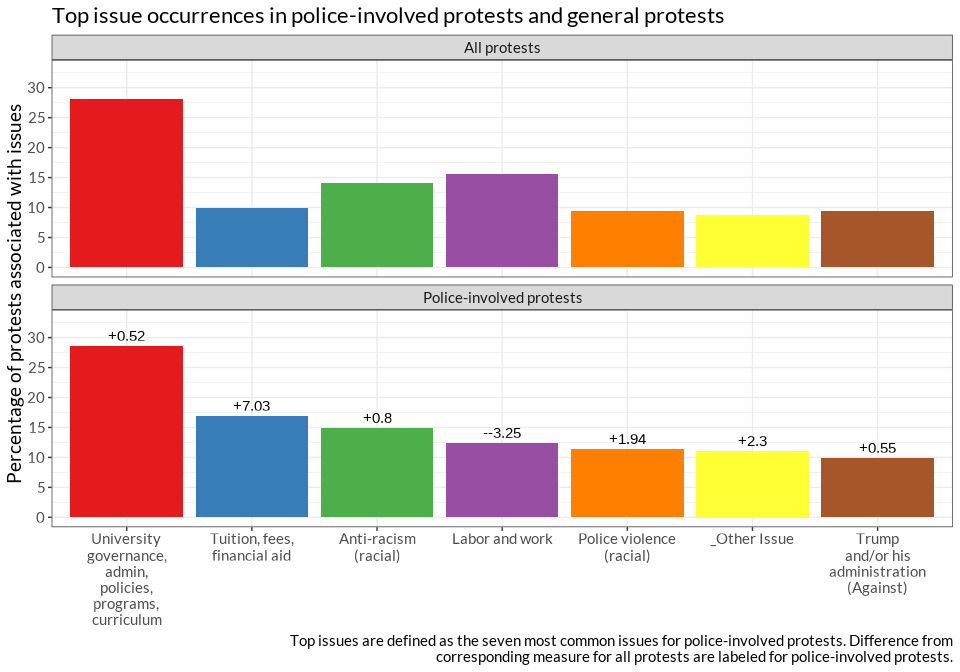 Top issue occurrences in police-involved protests and general protests
All protests
Percentage of protests associated with issues
30
25
20
15
10
5
0
Police-involved protests
30
25
20
15
10
5
0
+0.52
+7.03
+0.8
--3.25
+1.94
+2.3
+0.55
University
governance,
admin,
policies,
programs,
curriculum
Tuition, fees,
financial aid
Anti-racism
(racial)
Labor and work
Police violence
(racial)
_Other Issue
Trump
and/or his
administration
(Against)
Top issues are defined as the seven most common issues for police-involved protests. Difference from
corresponding measure for all protests are labeled for police-involved protests.